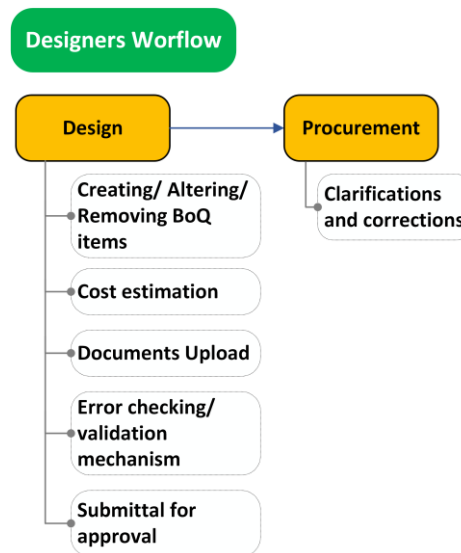 Designers Worflow
Design
Procurement
Creating/ Altering/
Removing BoQ
items
Cost estimation
Documents Upload
Error checking/
validation
mechanism
Submittal for
approval
Clarifications
and corrections